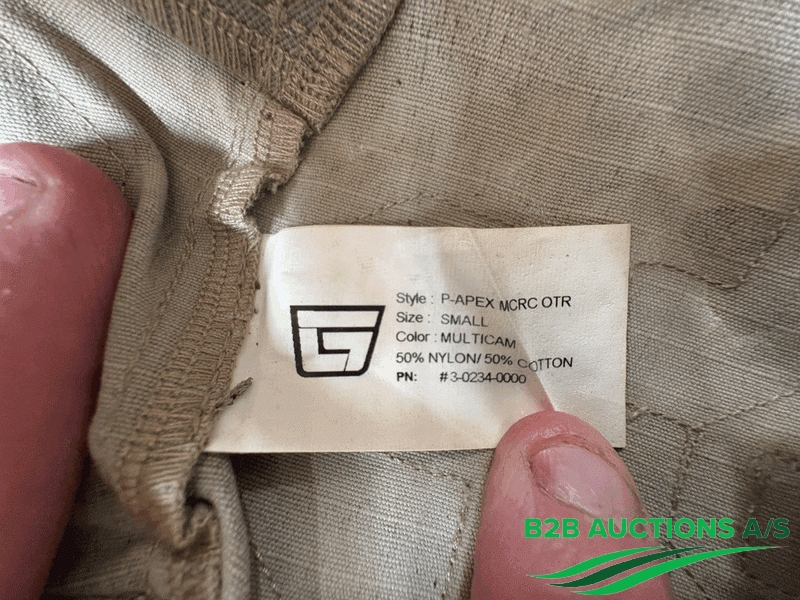 Style : P-APEX MCRC OTR
Size : SMALL
Color : MULTICAM
50% NYLON/ 50% COTTON
PN: #3-0234-0000
B2B AUCTIONS A/S